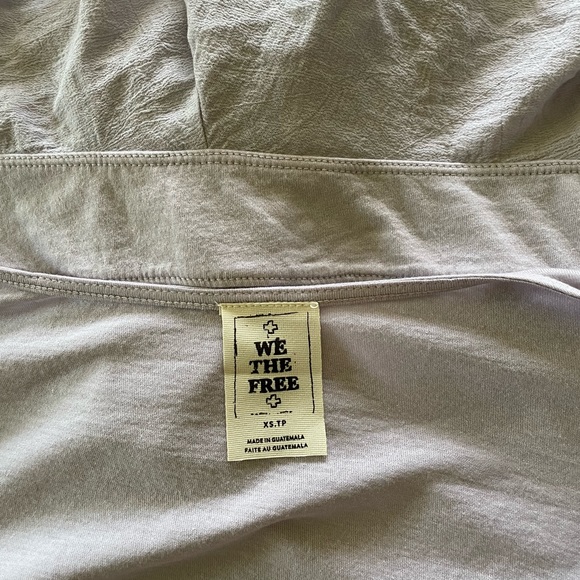 WE
THE
FREE
XS.TP
MADE IN GUATEMALA
FAITE AU GUATEMALA